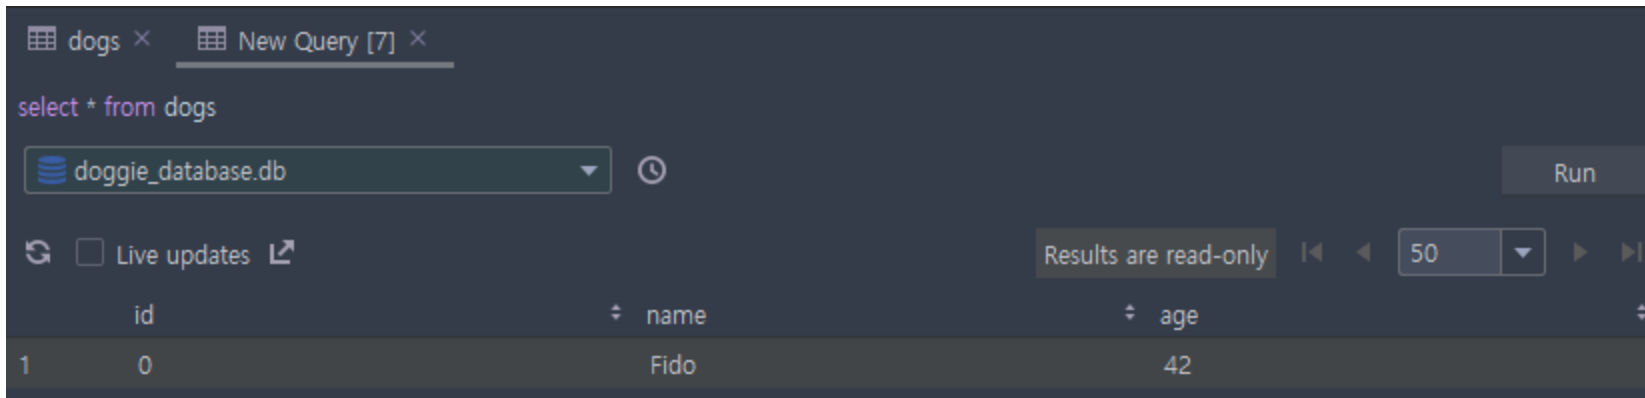 dogs New Query [7]
select * from dogs
doggie_database.db Run
Live updates Results are read-only 50
id name age
1 0 Fido 42